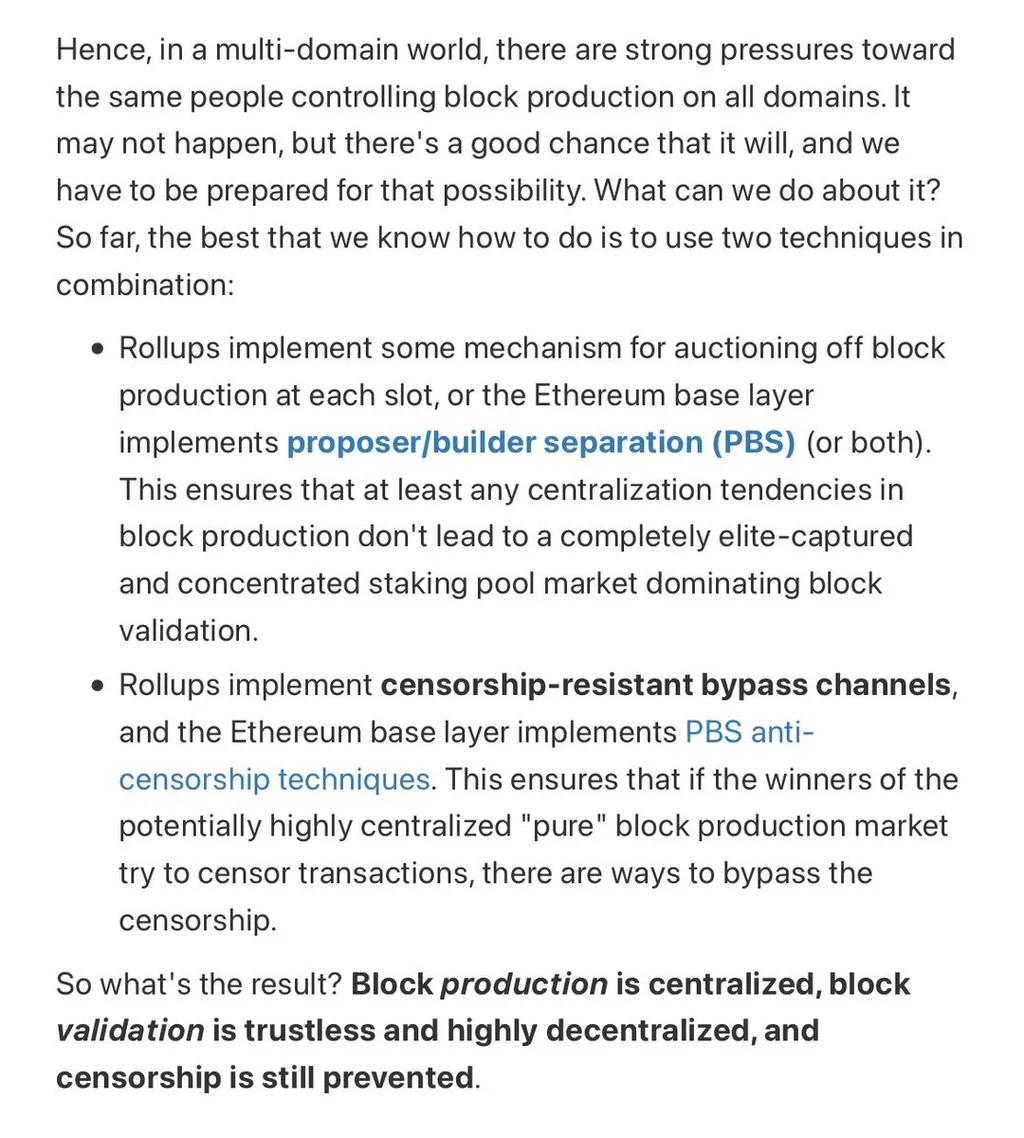 Hence, in a multi-domain world, there are strong pressures toward
the same people controlling block production on all domains. It
may not happen, but there's a good chance that it will, and we
have to be prepared for that possibility. What can we do about it?
So far, the best that we know how to do is to use two techniques in
combination:
• Rollups implement some mechanism for auctioning off block
production at each slot, or the Ethereum base layer
implements proposer/builder separation (PBS) (or both).
This ensures that at least any centralization tendencies in
block production don't lead to a completely elite-captured
and concentrated staking pool market dominating block
validation.
• Rollups implement censorship-resistant bypass channels,
and the Ethereum base layer implements PBS anti-
censorship techniques. This ensures that if the winners of the
potentially highly centralized "pure" block production market
try to censor transactions, there are ways to bypass the
censorship.
So what's the result? Block production is centralized, block
validation is trustless and highly decentralized, and
censorship is still prevented.